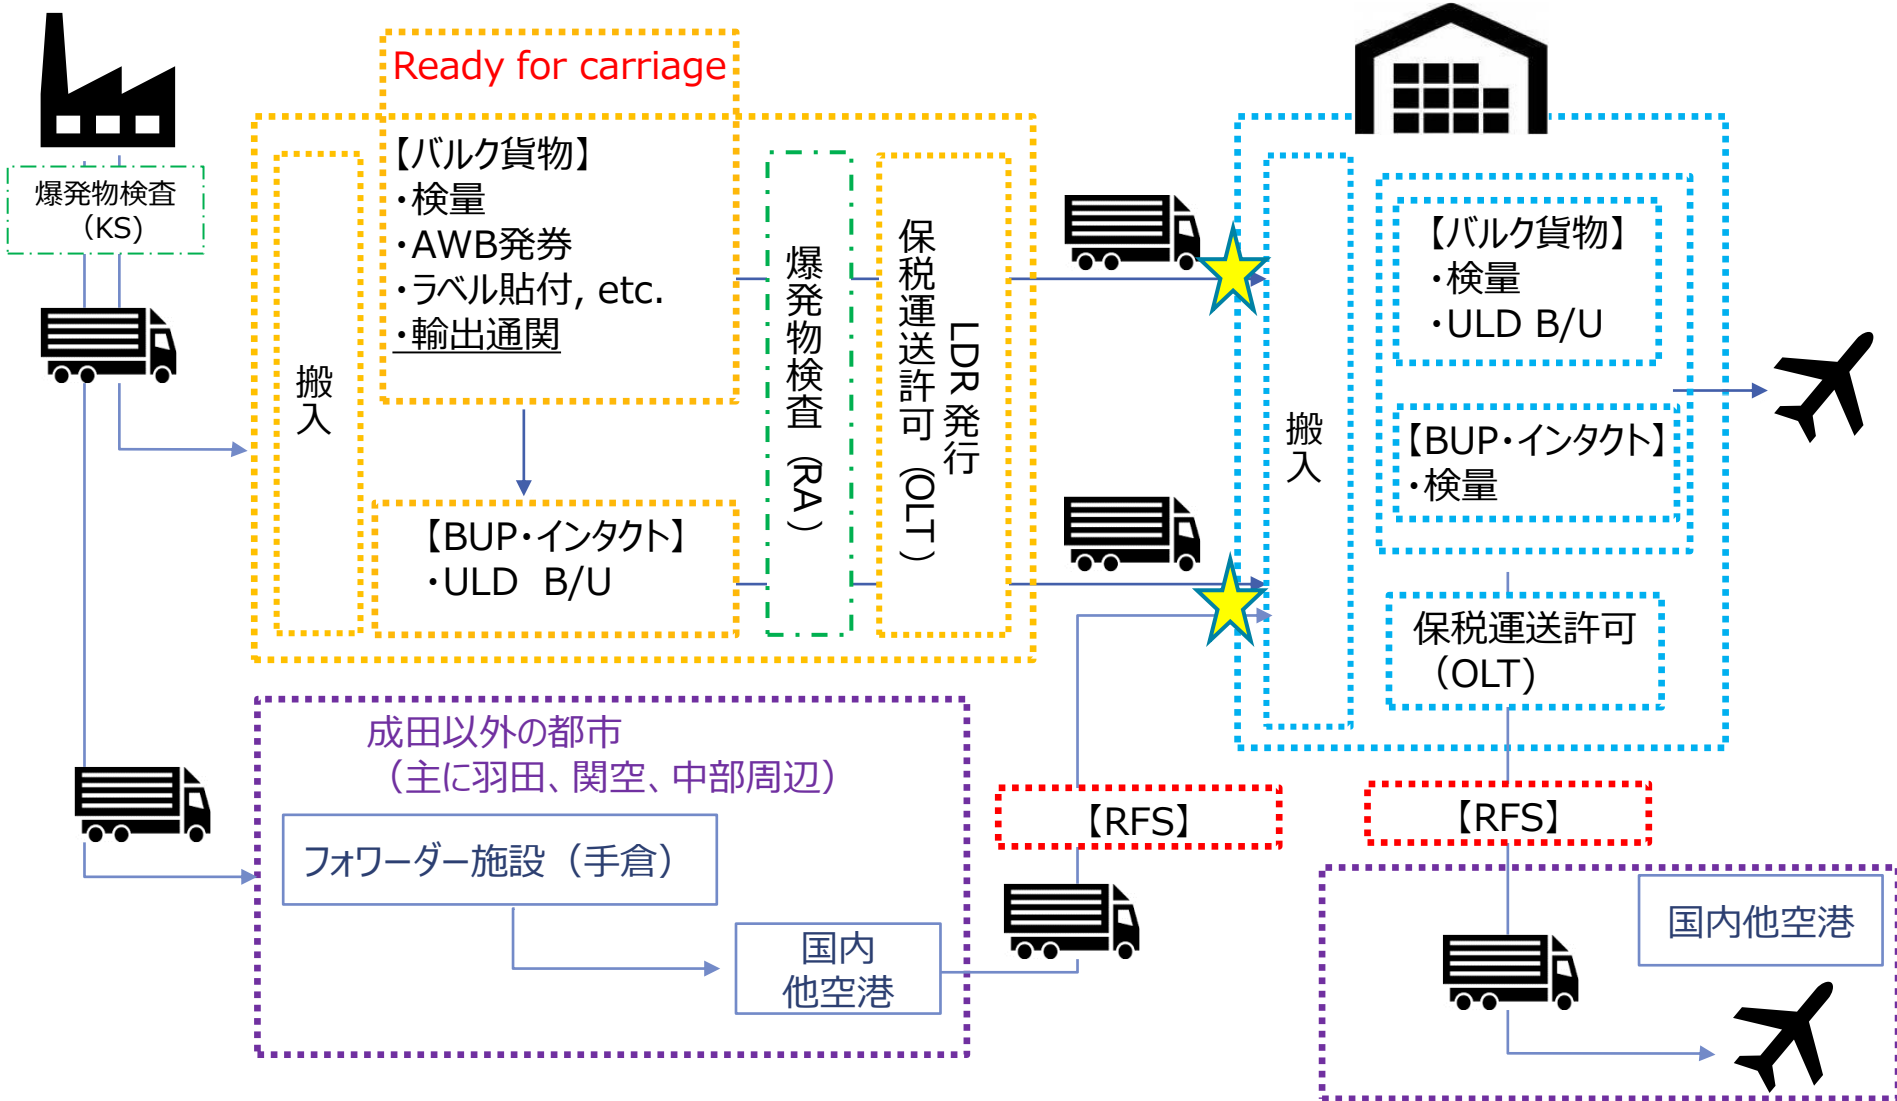 Ready for carriage
爆発物検査
（KS）
搬入
【バルク貨物】
・検量
・AWB発券
・ラベル貼付, etc.
・輸出通関
【BUP・インタクト】
・ULD B/U
爆発物検査（RA）
保税運送許可（OLT）
LDR発行
搬入
【バルク貨物】
・検量
・ULD B/U
【BUP・インタクト】
・検量
保税運送許可
（OLT）
成田以外の都市
（主に羽田、関空、中部周辺）
フォワーダー施設（手倉）
国内
他空港
【RFS】
【RFS】
国内他空港